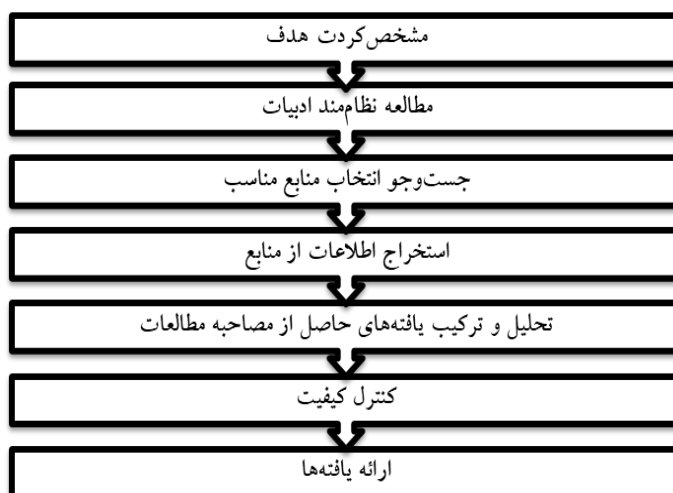 مشخص‌کردت هدف
مطالعه نظام‌مند ادبیات
جست‌وجو انتخاب منابع مناسب
استخراج اطلاعات از منابع
تحلیل و ترکیب یافته‌های حاصل از مصاحبه مطالعات
کنترل کیفیت
ارائه یافته‌ها